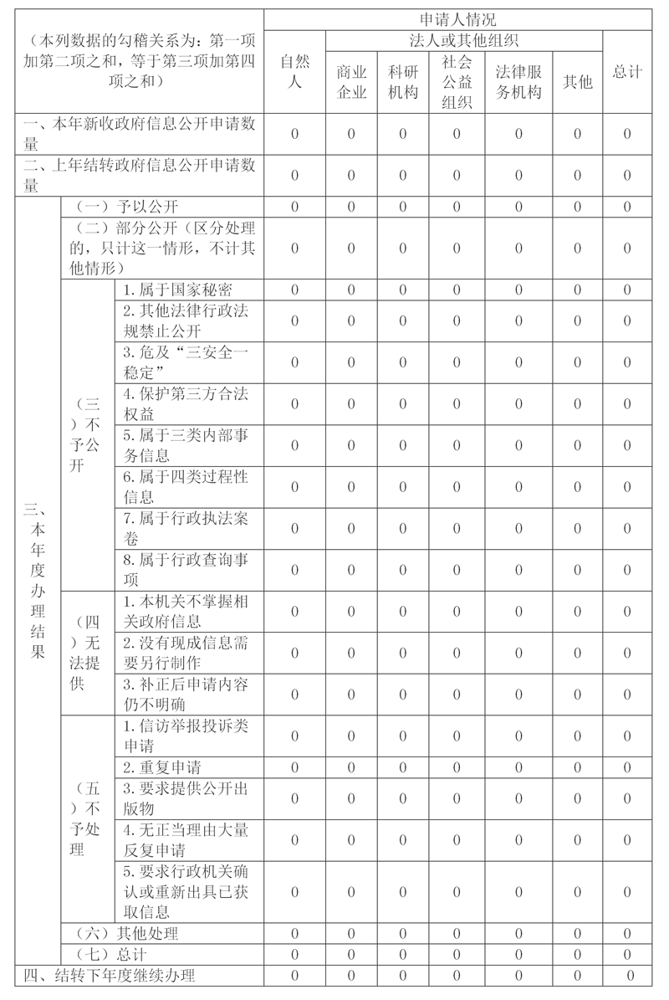 （本列数据的勾稽关系为：第一项
加第二项之和，等于第三项加第四
项之和）
申请人情况
自然
人
法人或其他组织
总计
商业
企业
科研
机构
社会
公益
组织
法律服
务机构
其他
一、本年新收政府信息公开申请数
量
0 0 0 0 0 0 0
二、上年结转政府信息公开申请数
量
0 0 0 0 0 0 0
三、
本
年
度
办
理
结
果
（一）予以公开 0 0 0 0 0 0 0
（二）部分公开（区分处理
的，只计这一情形，不计其
他情形）
0 0 0 0 0 0 0
（三
）不
予公
开
1.属于国家秘密 0 0 0 0 0 0 0
2.其他法律行政法
规禁止公开
0 0 0 0 0 0 0
3.危及“三安全一
稳定”
0 0 0 0 0 0 0
4.保护第三方合法
权益
0 0 0 0 0 0 0
5.属于三类内部事
务信息
0 0 0 0 0 0 0
6.属于四类过程性
信息
0 0 0 0 0 0 0
7.属于行政执法案
卷
0 0 0 0 0 0 0
8.属于行政查询事
项
0 0 0 0 0 0 0
（四
）无
法提
供
1.本机关不掌握相
关政府信息
0 0 0 0 0 0 0
2.没有现成信息需
要另行制作
0 0 0 0 0 0 0
3.补正后申请内容
仍不明确
0 0 0 0 0 0 0
（五
）不
予处
理
1.信访举报投诉类
申请
0 0 0 0 0 0 0
2.重复申请 0 0 0 0 0 0 0
3.要求提供公开出
版物
0 0 0 0 0 0 0
4.无正当理由大量
反复申请
0 0 0 0 0 0 0
5.要求行政机关确
认或重新出具已获
取信息
0 0 0 0 0 0 0
（六）其他处理 0 0 0 0 0 0 0
（七）总计 0 0 0 0 0 0 0
四、结转下年度继续办理 0 0 0 0 0 0 0